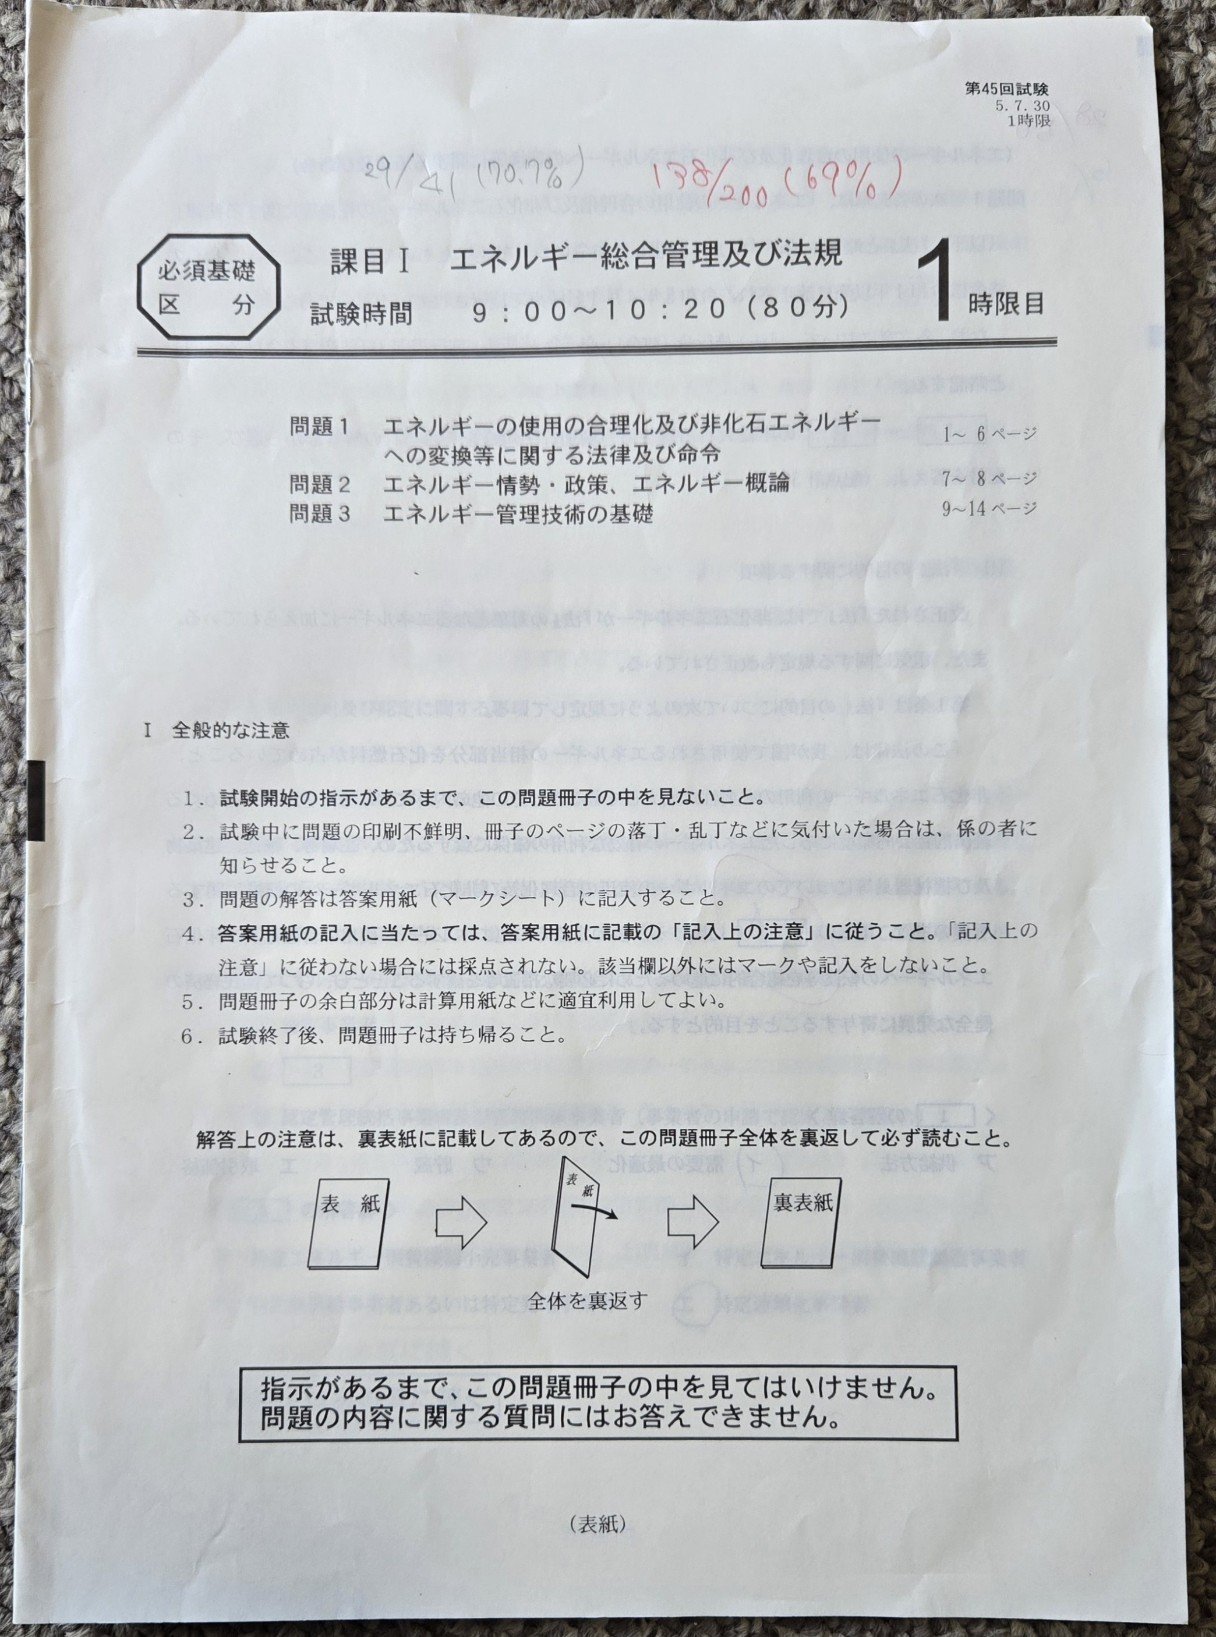 第45回試験
5.7.30
1時限
29/41 (70.7%)
138/200 (69%)
必須基礎
区 分
課目Ⅰ エネルギー総合管理及び法規
試験時間 9:00～10:20(80分)
1時限目
問題1 エネルギーの使用の合理化及び非化石エネルギー
への変換等に関する法律及び命令 1～ 6 ページ
問題2 エネルギー情勢・政策、エネルギー概論 7～ 8 ページ
問題3 エネルギー管理技術の基礎 9～14 ページ
Ⅰ 全般的な注意
1．試験開始の指示があるまで、この問題冊子の中を見ないこと。
2．試験中に問題の印刷不鮮明、冊子のページの落丁・乱丁などに気付いた場合は、係の者に
知らせること。
3．問題の解答は答案用紙（マークシート）に記入すること。
4．答案用紙の記入に当たっては、答案用紙に記載の「記入上の注意」に従うこと。「記入上の
注意」に従わない場合には採点されない。該当欄以外にはマークや記入をしないこと。
5．問題冊子の余白部分は計算用紙などに適宜利用してよい。
6．試験終了後、問題冊子は持ち帰ること。
解答上の注意は、裏表紙に記載してあるので、この問題冊子全体を裏返して必ず読むこと。
表 紙
表 紙
裏表紙
全体を裏返す
指示があるまで、この問題冊子の中を見てはいけません。
問題の内容に関する質問にはお答えできません。
（表紙）